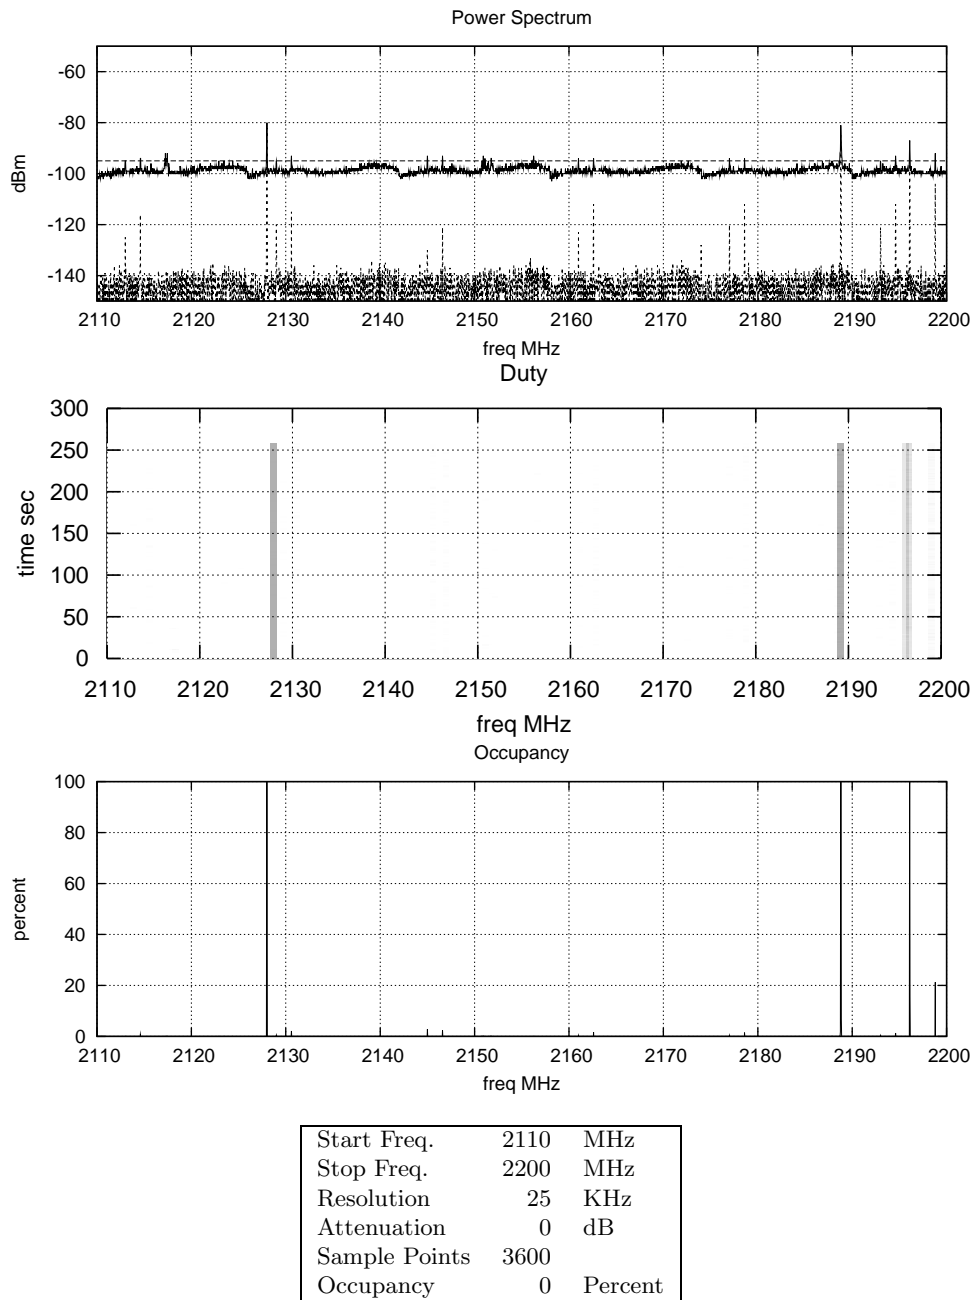 Power Spectrum
-60
-80
-100
-120
-140
dBm
2110 2120 2130 2140 2150 2160 2170 2180 2190 2200
freq MHz
Duty
300
250
200
150
100
50
0
time sec
2110 2120 2130 2140 2150 2160 2170 2180 2190 2200
freq MHz
Occupancy
100
80
60
40
20
0
percent
2110 2120 2130 2140 2150 2160 2170 2180 2190 2200
freq MHz
Start Freq. 2110 MHz
Stop Freq. 2200 MHz
Resolution 25 KHz
Attenuation 0 dB
Sample Points 3600
Occupancy 0 Percent